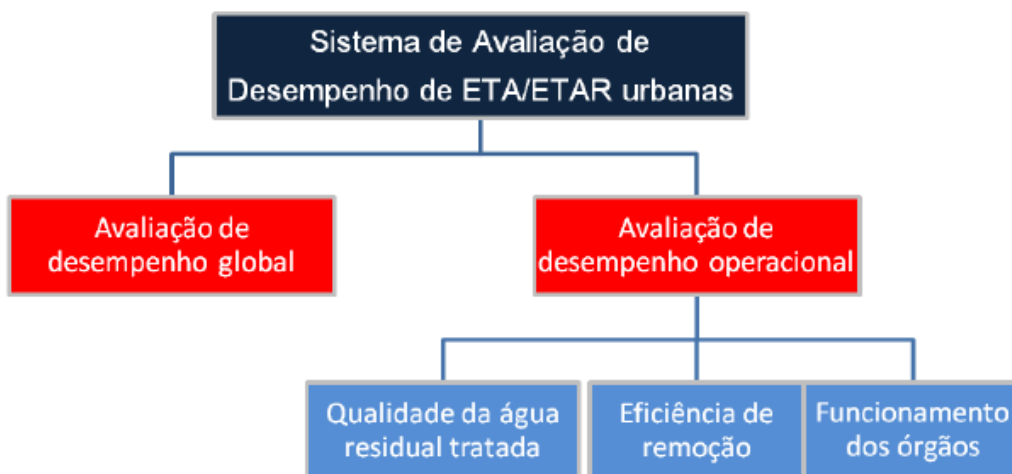 Sistema de Avaliação de
Desempenho de ETA/ETAR urbanas
Avaliação de
desempenho global
Avaliação de
desempenho operacional
Qualidade da água
residual tratada
Eficiência de
remoção
Funcionamento
dos órgãos